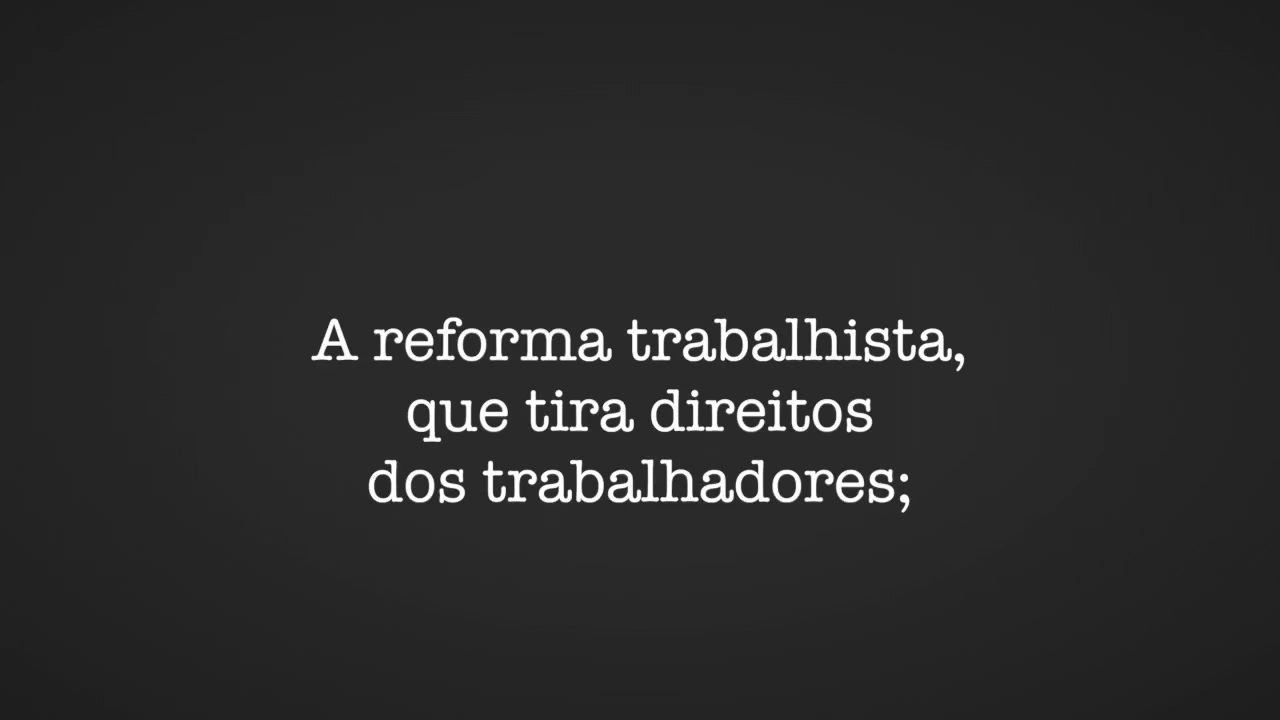 A reforma trabalhista,
que tira direitos
dos trabalhadores;